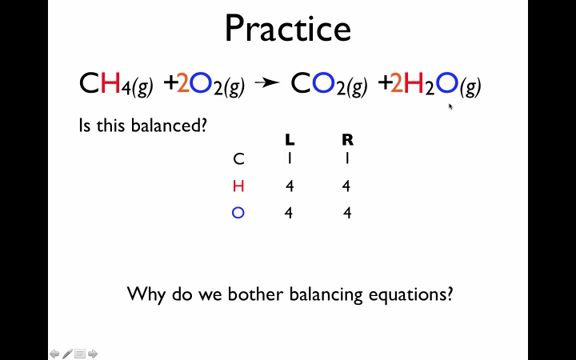 Practice
CH4(g) +2O2(g) ➤ CO2(g) +2H2O(g)
Is this balanced?
L R
C 1 1
H 4 4
O 4 4
Why do we bother balancing equations?